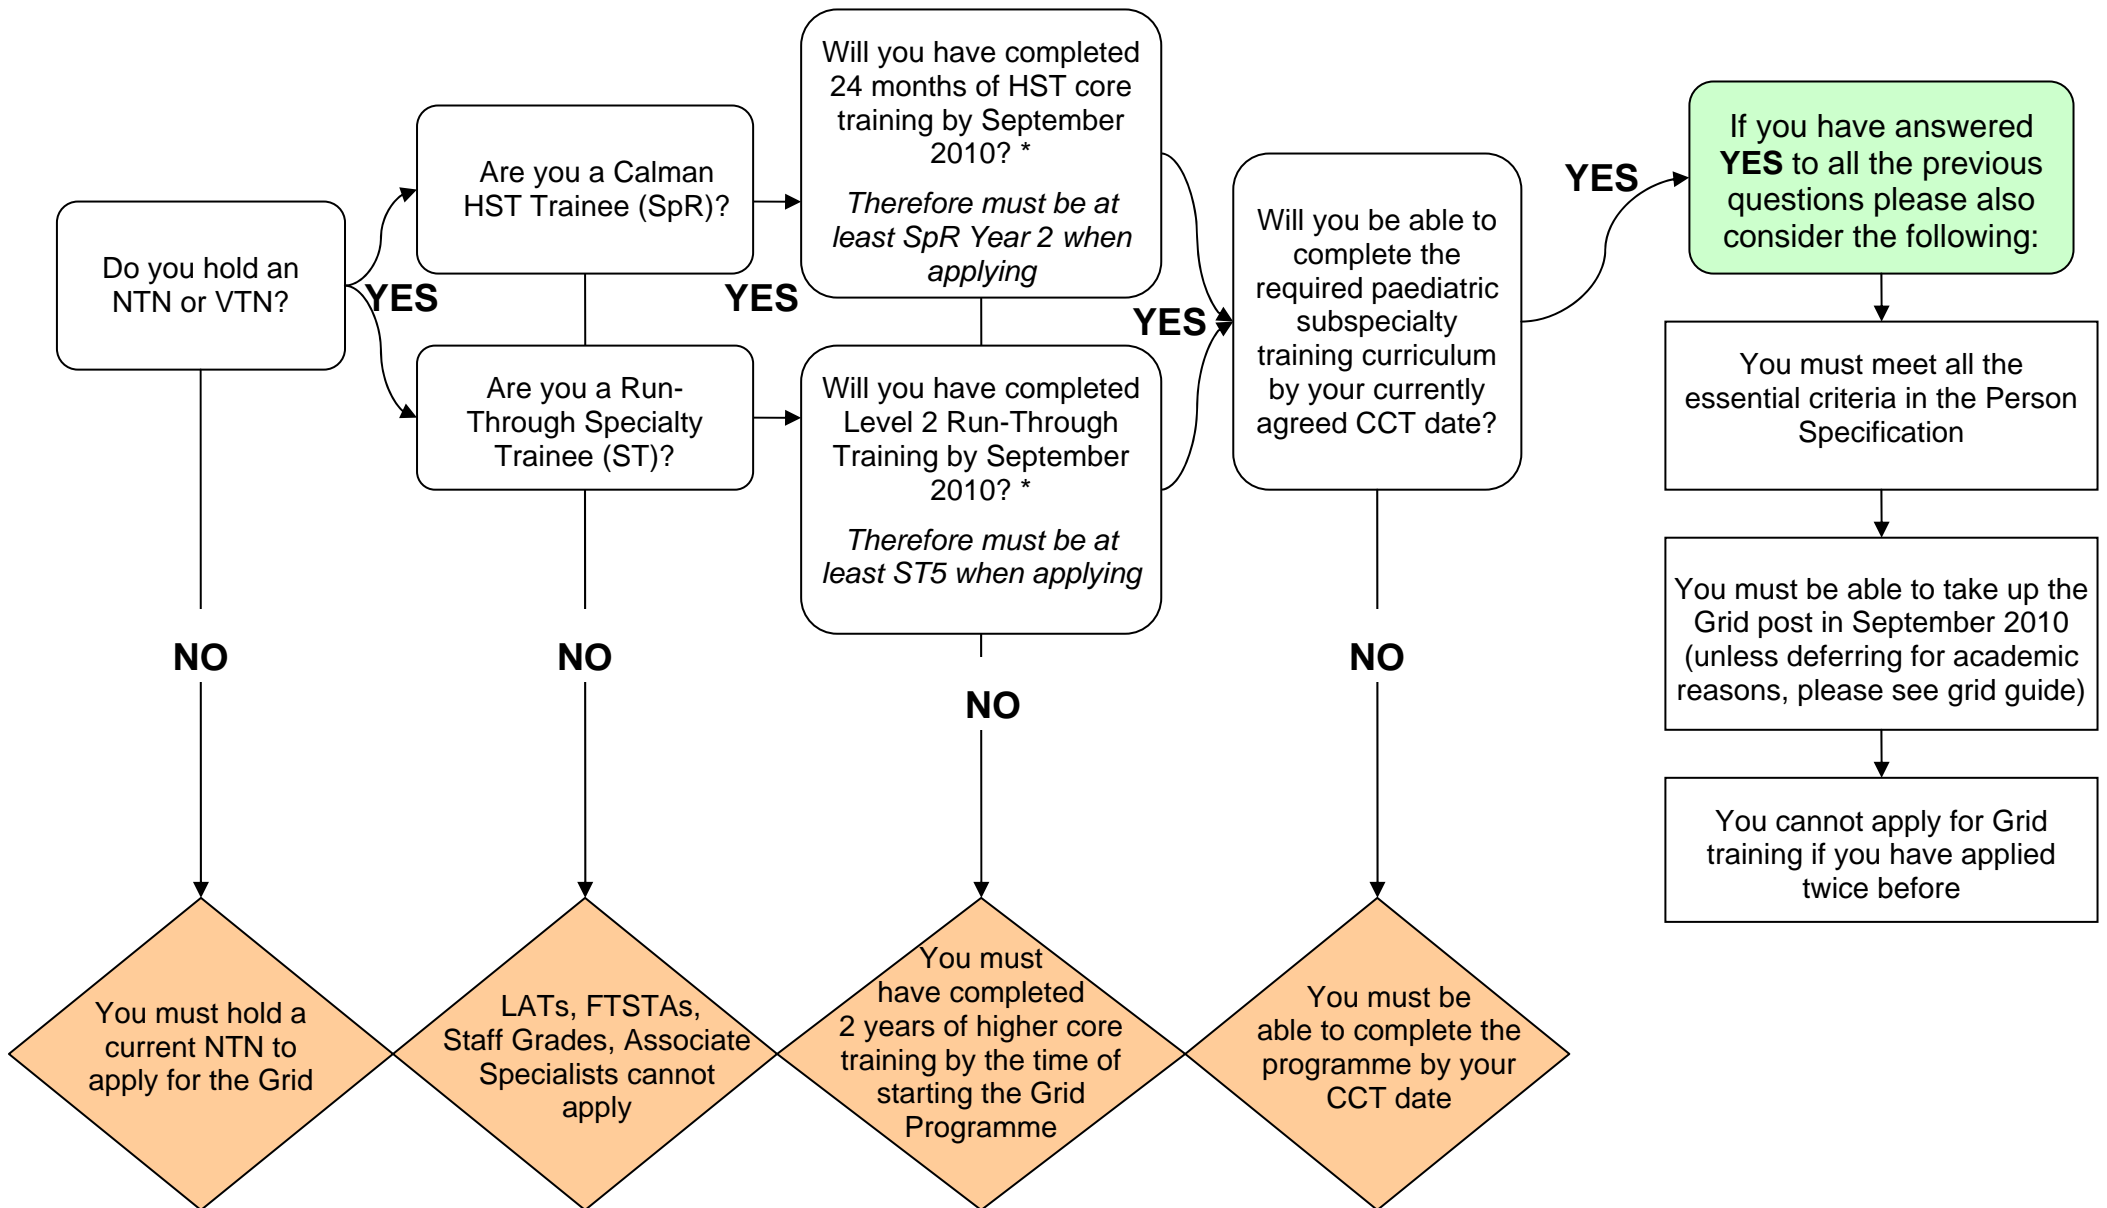 Do you hold an
NTN or VTN?
YES
Are you a Calman
HST Trainee (SpR)?
Are you a Run-
Through Specialty
Trainee (ST)?
YES
Will you have completed
24 months of HST core
training by September
2010? *
Therefore must be at
least SpR Year 2 when
applying
Will you have completed
Level 2 Run-Through
Training by September
2010? *
Therefore must be at
least ST5 when applying
YES
Will you be able to
complete the
required paediatric
subspecialty
training curriculum
by your currently
agreed CCT date?
YES
If you have answered
YES to all the previous
questions please also
consider the following:
You must meet all the
essential criteria in the Person
Specification
You must be able to take up the
Grid post in September 2010
(unless deferring for academic
reasons, please see grid guide)
You cannot apply for Grid
training if you have applied
twice before
NO
NO
NO
NO
You must hold a
current NTN to
apply for the Grid
LATs, FTSTAs,
Staff Grades, Associate
Specialists cannot
apply
You must
have completed
2 years of higher core
training by the time of
starting the Grid
Programme
You must be
able to complete the
programme by your
CCT date